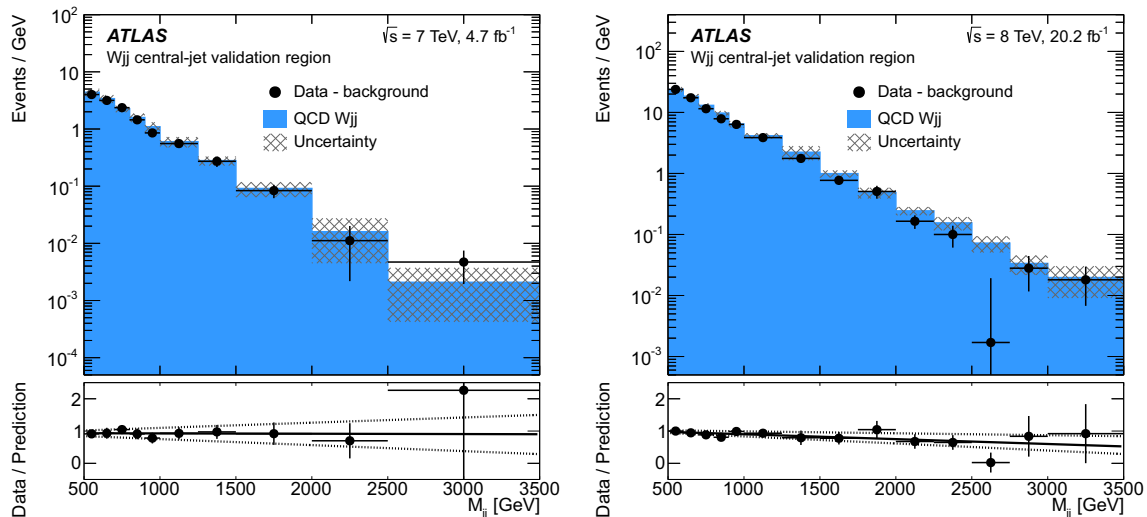 ATLAS
√s = 7 TeV, 4.7 fb⁻¹
Wjj central-jet validation region
Data - background
QCD Wjj
Uncertainty
Events / GeV
10²
10
1
10⁻¹
10⁻²
10⁻³
10⁻⁴
Data / Prediction
2
1
0
500 1000 1500 2000 2500 3000 3500
M_jj [GeV]
ATLAS
√s = 8 TeV, 20.2 fb⁻¹
Wjj central-jet validation region
Data - background
QCD Wjj
Uncertainty
Events / GeV
10²
10
1
10⁻¹
10⁻²
10⁻³
Data / Prediction
2
1
0
500 1000 1500 2000 2500 3000 3500
M_jj [GeV]